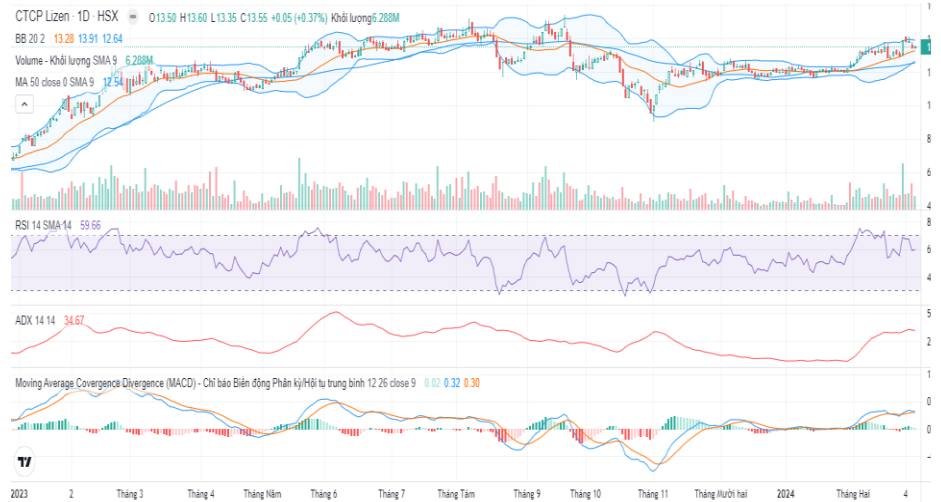 CTCP Lizen · 1D · HSX O13.50 H13.60 L13.35 C13.55 +0.05 (+0.37%) Khối lượng6.288M
BB 20 2 13.28 13.91 12.64
Volume - Khối lượng SMA 9 6.288M
MA 50 close 0 SMA 9 12.54
8
6
4
RSI 14 SMA 14 59.66
ADX 14 14 34.67
5
2
Moving Average Covergence Divergence (MACD) - Chỉ báo Biến động Phân kỳ/Hội tụ trung bình 12 26 close 9 0.02 0.32 0.30
2023 2 Tháng 3 Tháng 4 Tháng Năm Tháng 6 Tháng 7 Tháng Tám Tháng 9 Tháng 10 Tháng 11 Tháng Mười hai 2024 Tháng Hai 4